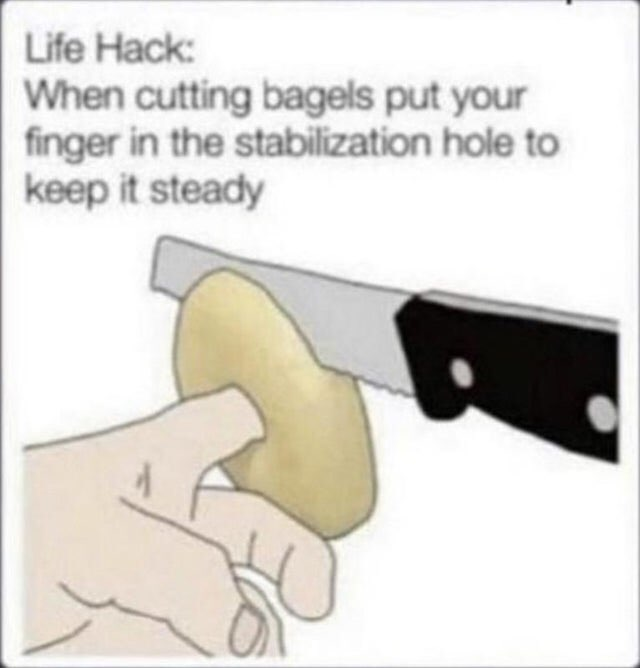 Life Hack:
When cutting bagels put your
finger in the stabilization hole to
keep it steady